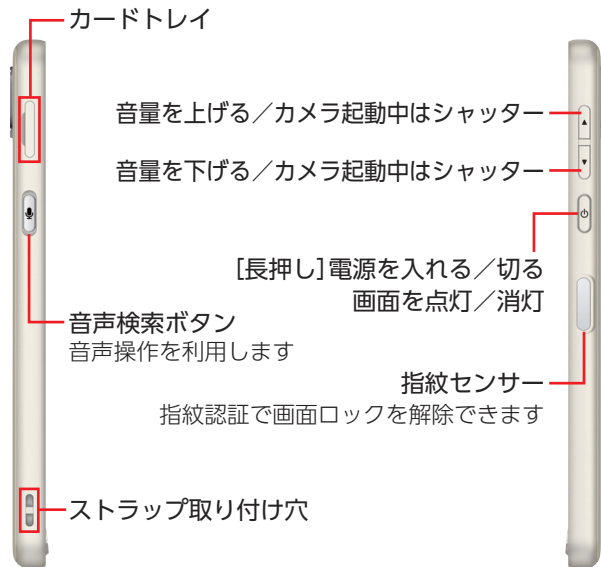 カードトレイ
音量を上げる／カメラ起動中はシャッター
音量を下げる／カメラ起動中はシャッター
[長押し]電源を入れる／切る
画面を点灯／消灯
音声検索ボタン
音声操作を利用します
指紋センサー
指紋認証で画面ロックを解除できます
ストラップ取り付け穴